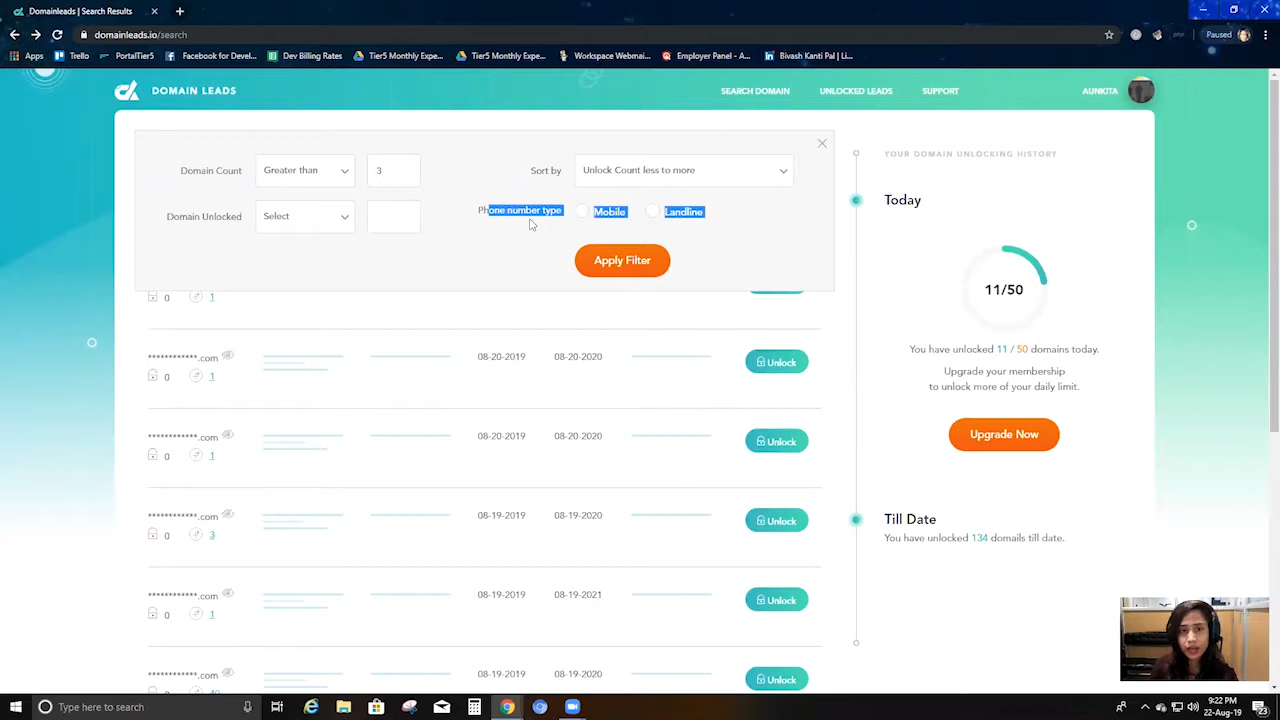 Domainleads | Search Results
domainleads.io/search
Paused
Apps
Trello
PortalTier5
Facebook for Devel...
Dev Billing Rates
Tier5 Monthly Expe...
Tier5 Monthly Expe...
Workspace Webmai...
Employer Panel - A...
Bivash Kanti Pal | Li...
DOMAIN LEADS
SEARCH DOMAIN
UNLOCKED LEADS
SUPPORT
AUNKITA
Domain Count
Greater than
3
Sort by
Unlock Count less to more
Domain Unlocked
Select
Phone number type
Mobile
Landline
Apply Filter
0 1
************.com
08-20-2019
08-20-2020
Unlock
0 1
************.com
08-20-2019
08-20-2020
Unlock
0 1
************.com
08-19-2019
08-19-2020
Unlock
0 3
************.com
08-19-2019
08-19-2021
Unlock
0 1
************.com
08-19-2019
08-19-2020
Unlock
YOUR DOMAIN UNLOCKING HISTORY
Today
11/50
You have unlocked 11 / 50 domains today.
Upgrade your membership
to unlock more of your daily limit.
Upgrade Now
Till Date
You have unlocked 134 domails till date.
Type here to search
9:22 PM
22-Aug-19